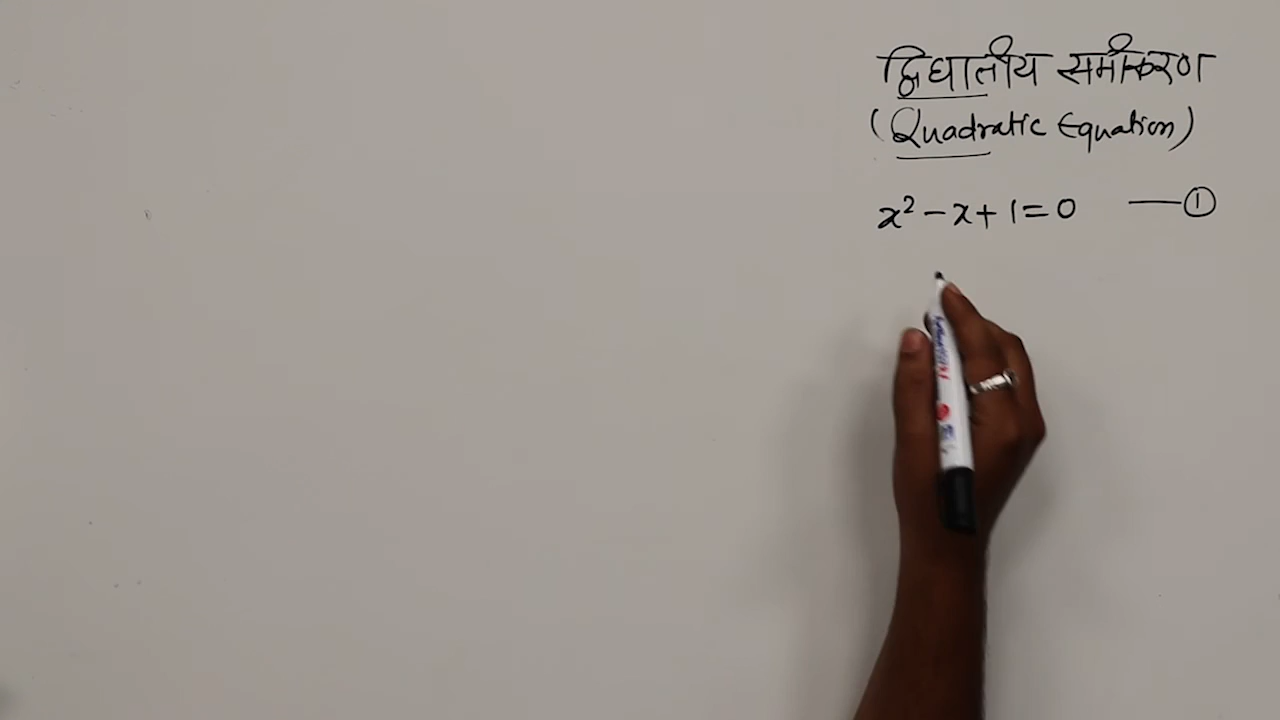 द्विघातीय समीकरण
(Quadratic Equation)
x² - x + 1 = 0 —①